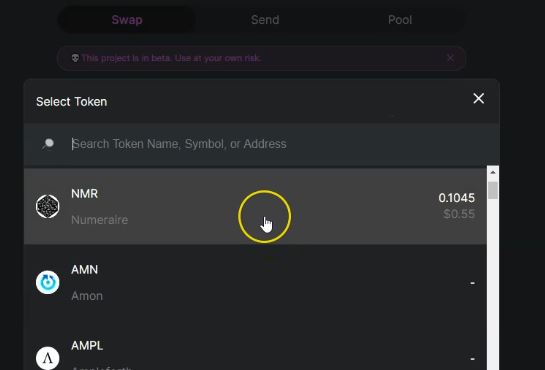 Swap Send Pool
This project is in beta. Use at your own risk.
Select Token
Search Token Name, Symbol, or Address
NMR
0.1045
Numeraire
$0.55
AMN
Amon
-
AMPL
-
Ampleforth